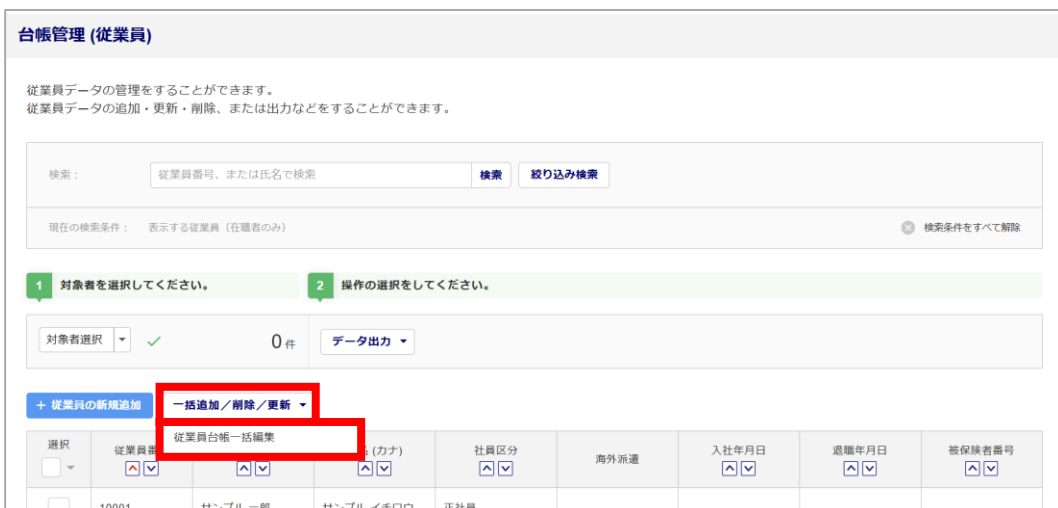 台帳管理 (従業員)
従業員データの管理をすることができます。
従業員データの追加・更新・削除、または出力などをすることができます。
検索：
従業員番号、または氏名で検索
検索
絞り込み検索
現在の検索条件：
表示する従業員（在職者のみ）
検索条件をすべて解除
1 対象者を選択してください。
2 操作の選択をしてください。
対象者選択
0 件
データ出力
+ 従業員の新規追加
一括追加／削除／更新
従業員台帳一括編集
選択
従業員番
(カナ)
社員区分
海外派遣
入社年月日
退職年月日
被保険者番号
10001
サンプル 一郎
サンプル イチロウ
正社員